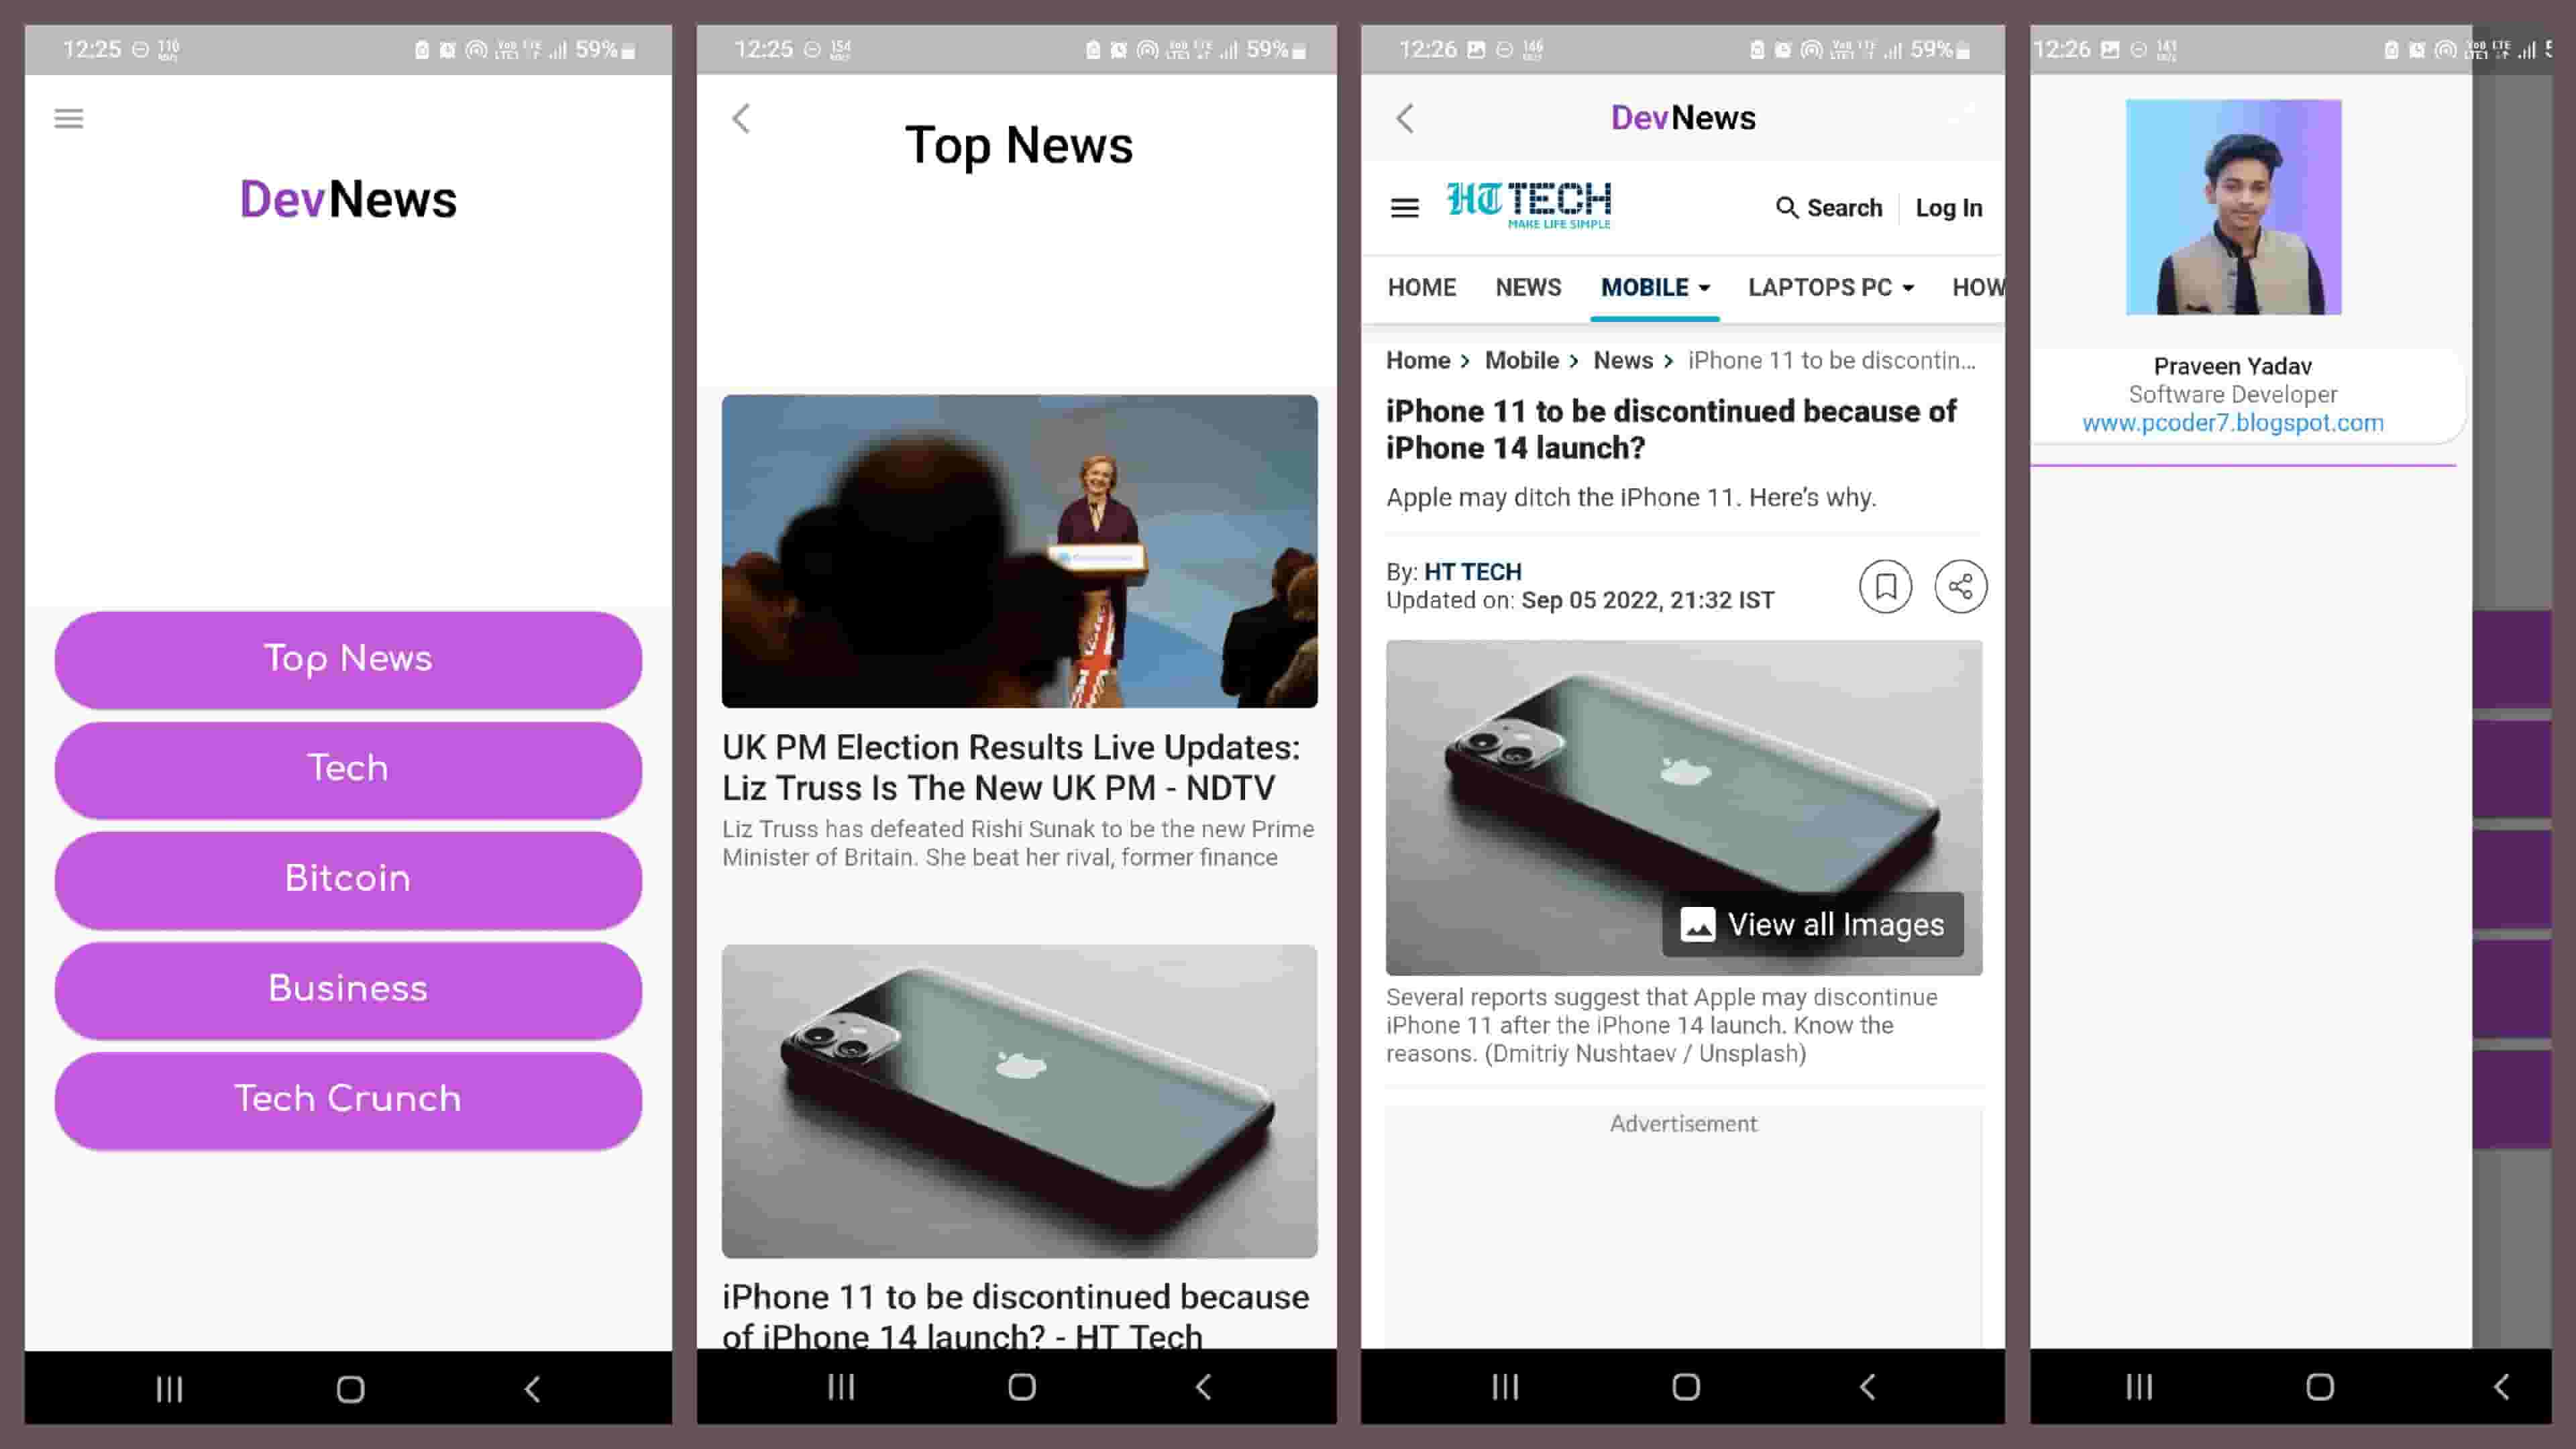 12:25
110
59%
DevNews
Top News
Tech
Bitcoin
Business
Tech Crunch
12:25
154
59%
Top News
UK PM Election Results Live Updates:
Liz Truss Is The New UK PM - NDTV
Liz Truss has defeated Rishi Sunak to be the new Prime
Minister of Britain. She beat her rival, former finance
iPhone 11 to be discontinued because
of iPhone 14 launch? - HT Tech
12:26
146
59%
DevNews
HT TECH
MAKE LIFE SIMPLE
Search
Log In
HOME NEWS MOBILE LAPTOPS PC HOW
Home > Mobile > News > iPhone 11 to be discontin...
iPhone 11 to be discontinued because of
iPhone 14 launch?
Apple may ditch the iPhone 11. Here's why.
By: HT TECH
Updated on: Sep 05 2022, 21:32 IST
View all Images
Several reports suggest that Apple may discontinue
iPhone 11 after the iPhone 14 launch. Know the
reasons. (Dmitriy Nushtaev / Unsplash)
Advertisement
12:26
141
Praveen Yadav
Software Developer
www.pcoder7.blogspot.com